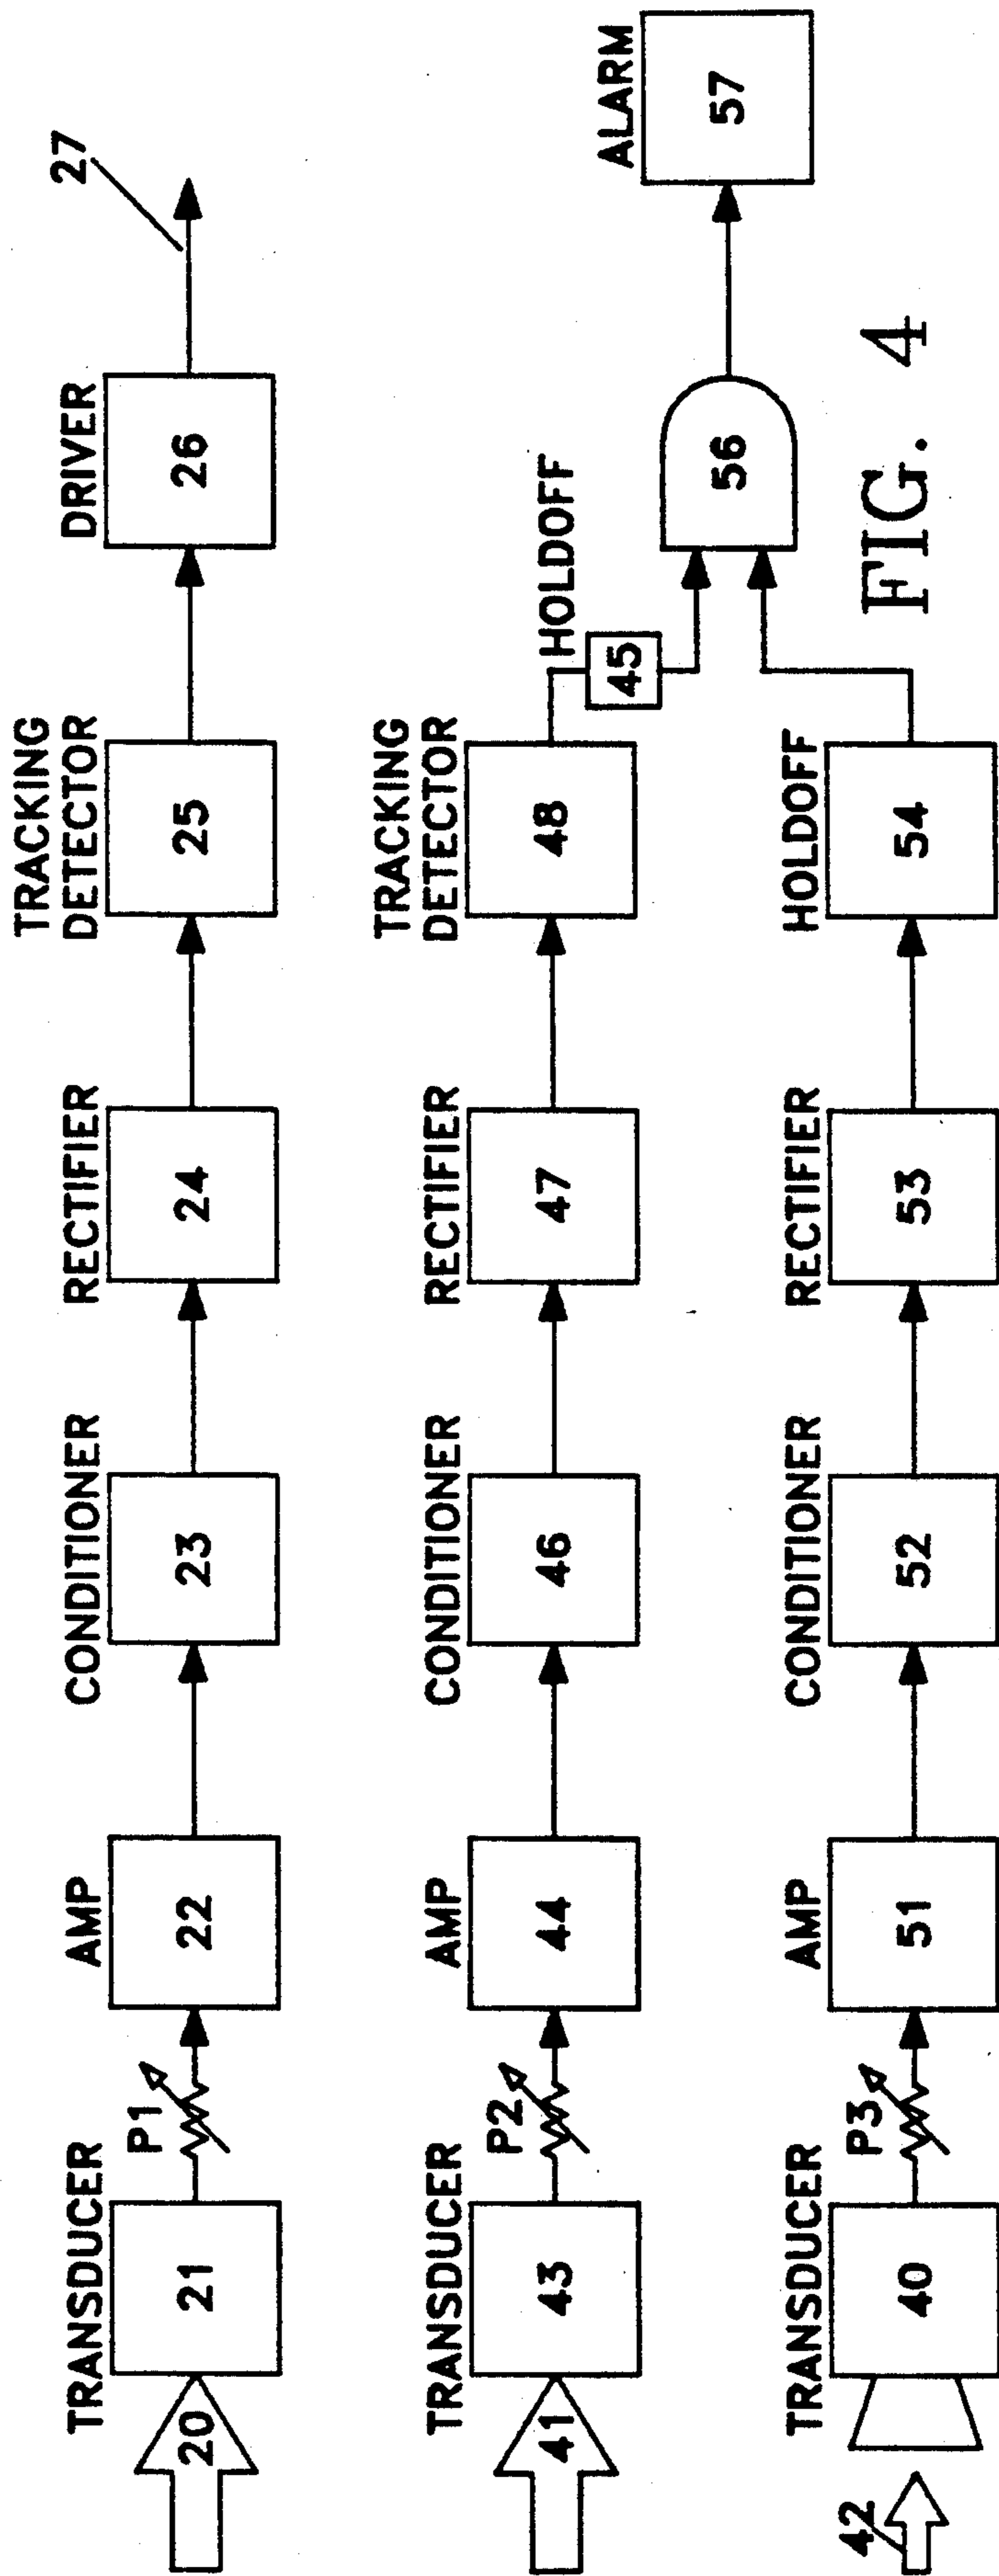 TRANSDUCER
P1
AMP
CONDITIONER
RECTIFIER
TRACKING
DETECTOR
DRIVER
27
20
21
22
23
24
25
26
TRANSDUCER
P2
AMP
CONDITIONER
RECTIFIER
TRACKING
DETECTOR
HOLDOFF
ALARM
41
43
44
46
47
48
45
56
57
TRANSDUCER
P3
AMP
CONDITIONER
RECTIFIER
HOLDOFF
42
40
51
52
53
54
FIG. 4